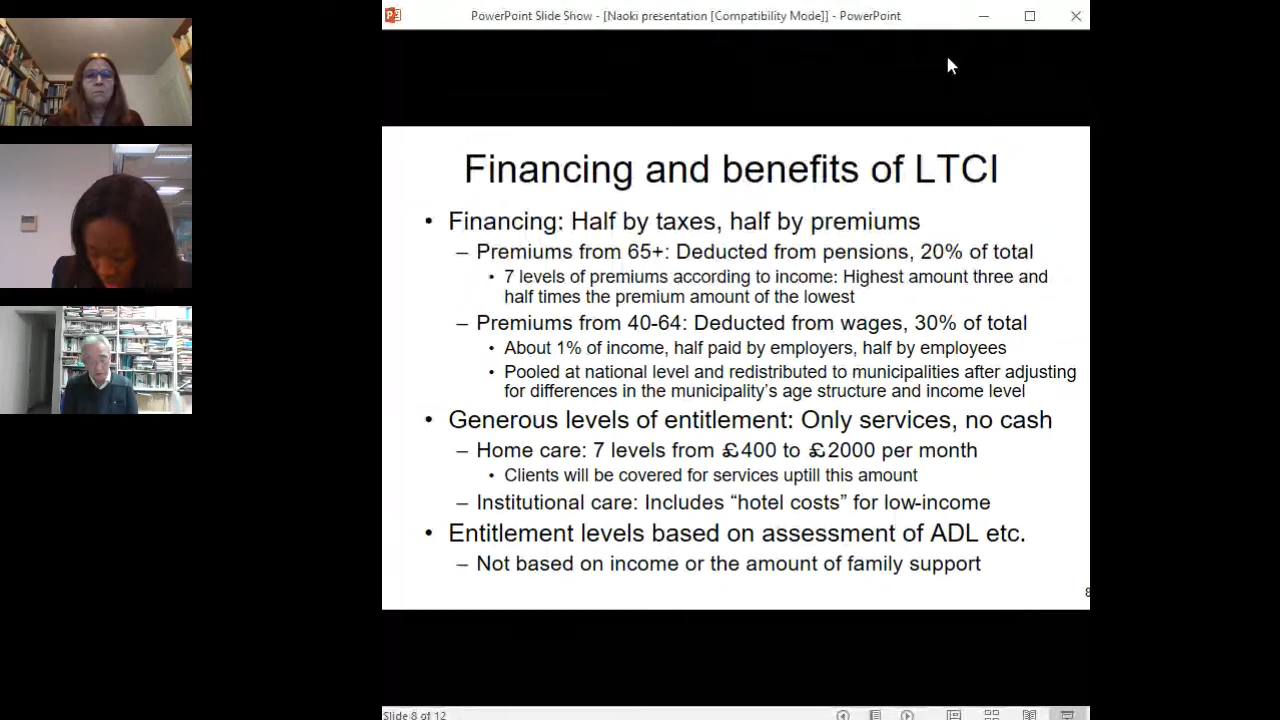 PowerPoint Slide Show - [Naoki presentation [Compatibility Mode]] - PowerPoint
Financing and benefits of LTCI
• Financing: Half by taxes, half by premiums
– Premiums from 65+: Deducted from pensions, 20% of total
• 7 levels of premiums according to income: Highest amount three and
half times the premium amount of the lowest
– Premiums from 40-64: Deducted from wages, 30% of total
• About 1% of income, half paid by employers, half by employees
• Pooled at national level and redistributed to municipalities after adjusting
for differences in the municipality's age structure and income level
• Generous levels of entitlement: Only services, no cash
– Home care: 7 levels from £400 to £2000 per month
• Clients will be covered for services uptill this amount
– Institutional care: Includes “hotel costs” for low-income
• Entitlement levels based on assessment of ADL etc.
– Not based on income or the amount of family support
8
Slide 8 of 12